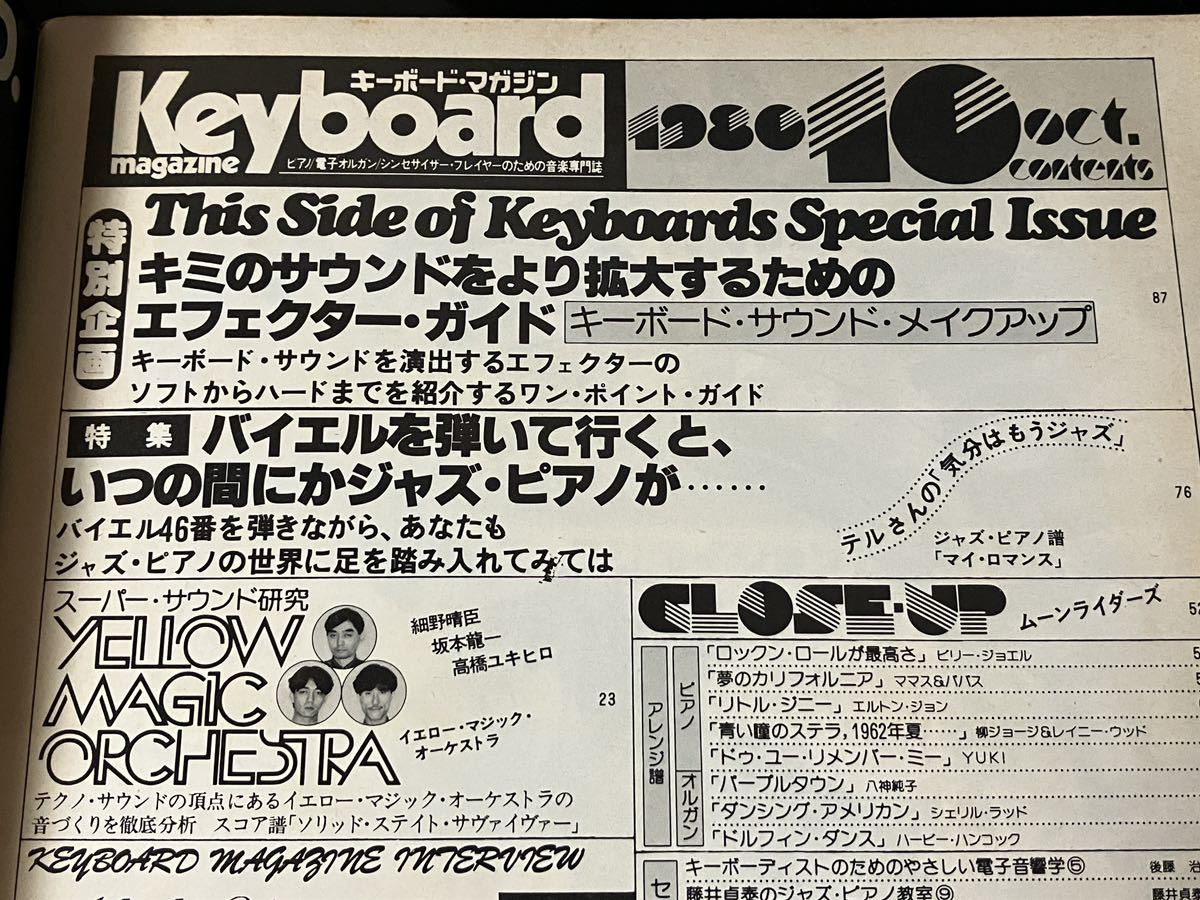 キーボード・マガジン
Keyboard
magazine
ピアノ/電子オルガン/シンセサイザー・プレイヤーのための音楽専門誌
1980 10 oct.
contents
特別企画
This Side of Keyboards Special Issue
キミのサウンドをより拡大するための
エフェクター・ガイド キーボード・サウンド・メイクアップ
87
キーボード・サウンドを演出するエフェクターの
ソフトからハードまでを紹介するワン・ポイント・ガイド
特集 バイエルを弾いて行くと、
いつの間にかジャズ・ピアノが……
バイエル46番を弾きながら、あなたも
ジャズ・ピアノの世界に足を踏み入れてみては
テルさんの「気分はもうジャズ」
ジャズ・ピアノ譜
「マイ・ロマンス」
76
スーパー・サウンド研究
YELLOW
MAGIC
ORCHESTRA
細野晴臣
坂本龍一
高橋ユキヒロ
イエロー・マジック・
オーケストラ
23
テクノ・サウンドの頂点にあるイエロー・マジック・オーケストラの
音づくりを徹底分析 スコア譜「ソリッド・ステイト・サヴァイヴァー」
KEYBOARD MAGAZINE INTERVIEW
CLOSE-UP ムーンライダーズ 52
アレンジ譜
ピアノ
「ロックン・ロールが最高さ」 ビリー・ジョエル
「夢のカリフォルニア」 ママス&パパス
「リトル・ジニー」 エルトン・ジョン
「青い瞳のステラ, 1962年夏……」 柳ジョージ&レイニー・ウッド
「ドゥ・ユー・リメンバー・ミー」 YUKI
オルガン
「パープルタウン」 八神純子
「ダンシング・アメリカン」 シェリル・ラッド
「ドルフィン・ダンス」 ハービー・ハンコック
セ
キーボーディストのためのやさしい電子音響学⑤ 後藤 治
藤井貞泰のジャズ・ピアノ教室⑨ 藤井貞泰